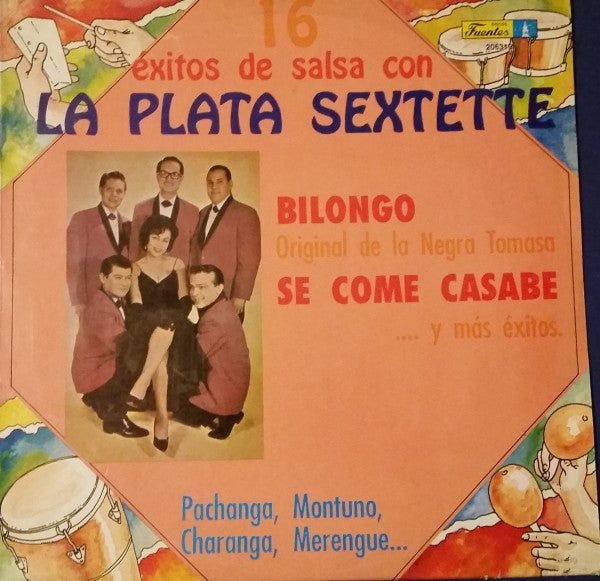 16
éxitos de salsa con
LA PLATA SEXTETTE
DISCOS
Fuentes
BILONGO
Original de la Negra Tomasa
SE COME CASABE
.... y más éxitos.
Pachanga, Montuno,
Charanga, Merengue...